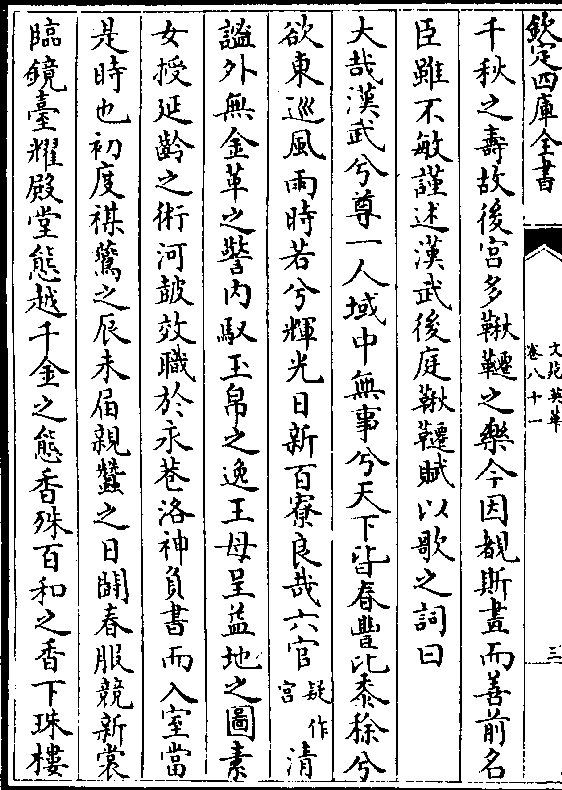 欽定四庫全書
文苑英華
卷八十一
三
千秋之壽故後宮多鞦韆之樂今因覩斯畫而善前名
臣雖不敏謹述漢武後庭鞦韆賦以歌之詞曰
大哉漢武兮尊一人域中無事兮天下皆春豐比黍稌兮
欲東巡風雨時若兮輝光日新百寮良哉六官疑作宮清
謐外無金革之謷内馭玉帛之逸王母呈益地之圖素
女授延齡之術河鼓效職於永巷洛神負書而入室當
是時也初度禖鷟之辰未届親蠶之日鬬春服競新裳
臨鏡臺耀殿堂態越千金之態香殊百和之香下珠樓